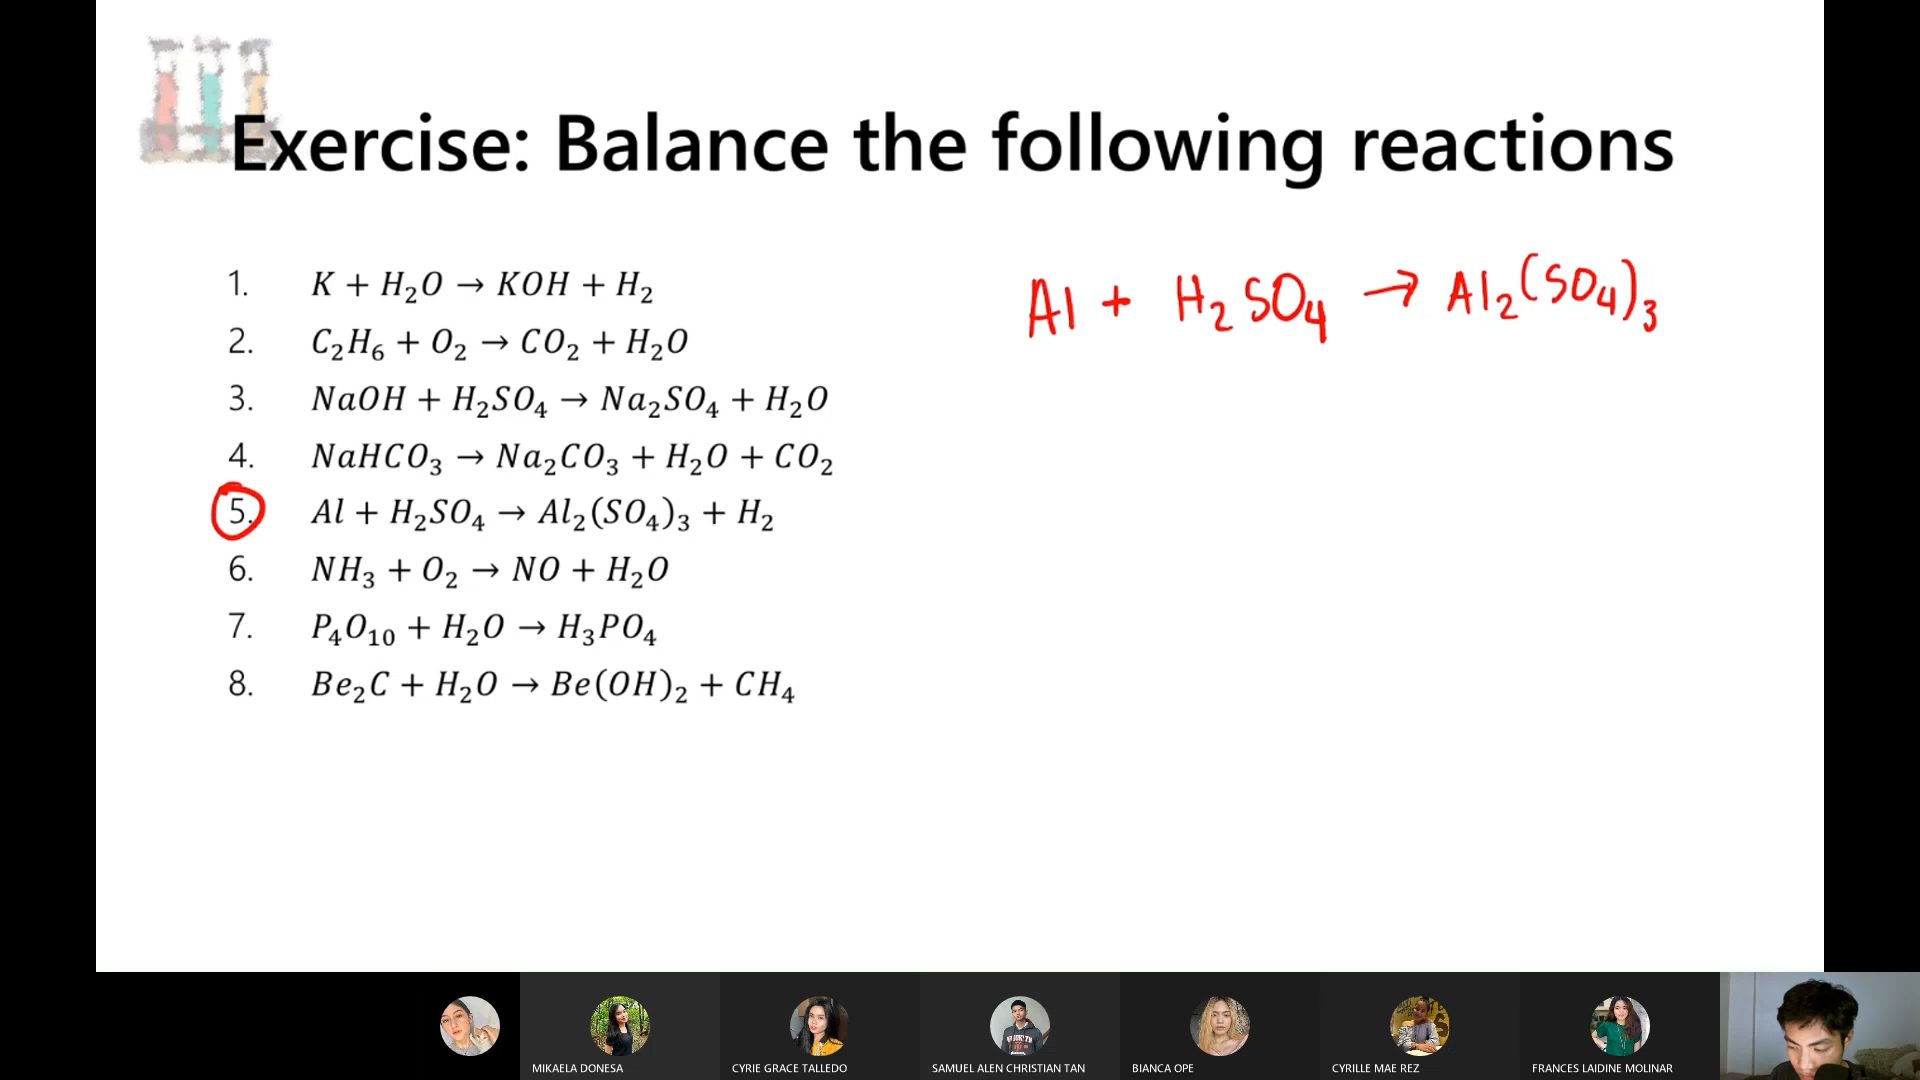 Exercise: Balance the following reactions
1. K + H₂O → KOH + H₂
2. C₂H₆ + O₂ → CO₂ + H₂O
3. NaOH + H₂SO₄ → Na₂SO₄ + H₂O
4. NaHCO₃ → Na₂CO₃ + H₂O + CO₂
5. Al + H₂SO₄ → Al₂(SO₄)₃ + H₂
6. NH₃ + O₂ → NO + H₂O
7. P₄O₁₀ + H₂O → H₃PO₄
8. Be₂C + H₂O → Be(OH)₂ + CH₄
Al + H₂SO₄ → Al₂(SO₄)₃
MIKAELA DONESA
CYRIE GRACE TALLEDO
SAMUEL ALEN CHRISTIAN TAN
BIANCA OPE
CYRILLE MAE REZ
FRANCES LAIDINE MOLINAR